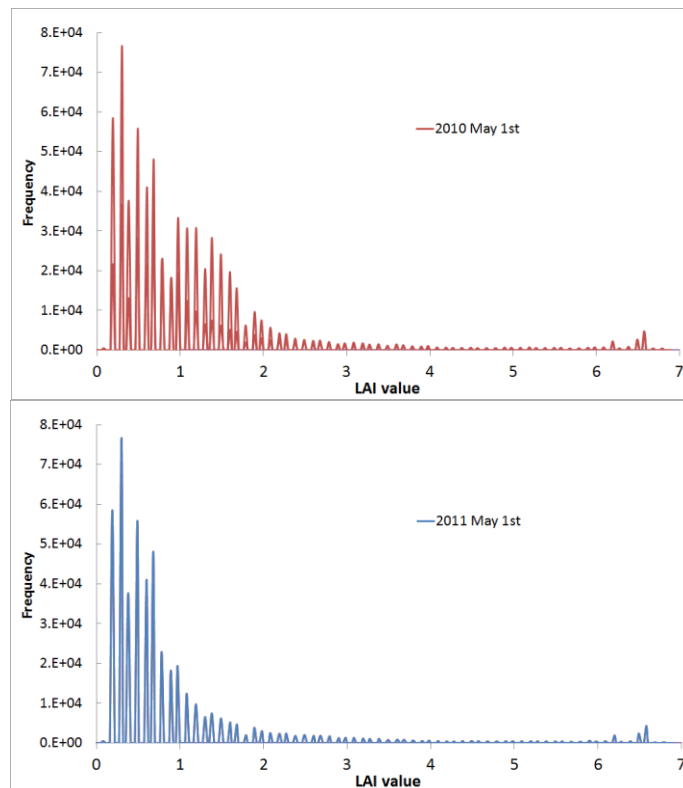 8.E+04
7.E+04
6.E+04
5.E+04
4.E+04
3.E+04
2.E+04
1.E+04
0.E+00
Frequency
2010 May 1st
0 1 2 3 4 5 6 7
LAI value
8.E+04
7.E+04
6.E+04
5.E+04
4.E+04
3.E+04
2.E+04
1.E+04
0.E+00
Frequency
2011 May 1st
0 1 2 3 4 5 6 7
LAI value